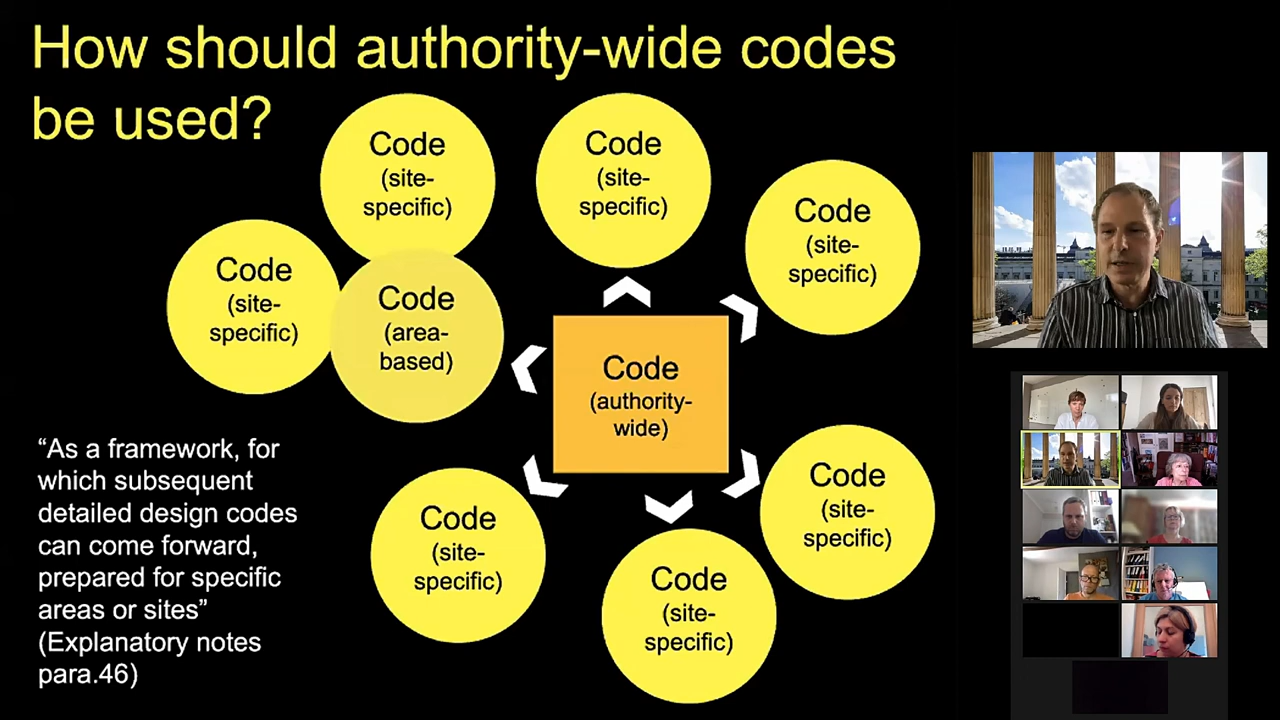 How should authority-wide codes
be used?
Code
(site-
specific)
Code
(site-
specific)
Code
(site-
specific)
Code
(site-
specific)
Code
(area-
based)
Code
(authority-
wide)
“As a framework, for
which subsequent
detailed design codes
can come forward,
prepared for specific
areas or sites”
(Explanatory notes
para.46)
Code
(site-
specific)
Code
(site-
specific)
Code
(site-
specific)